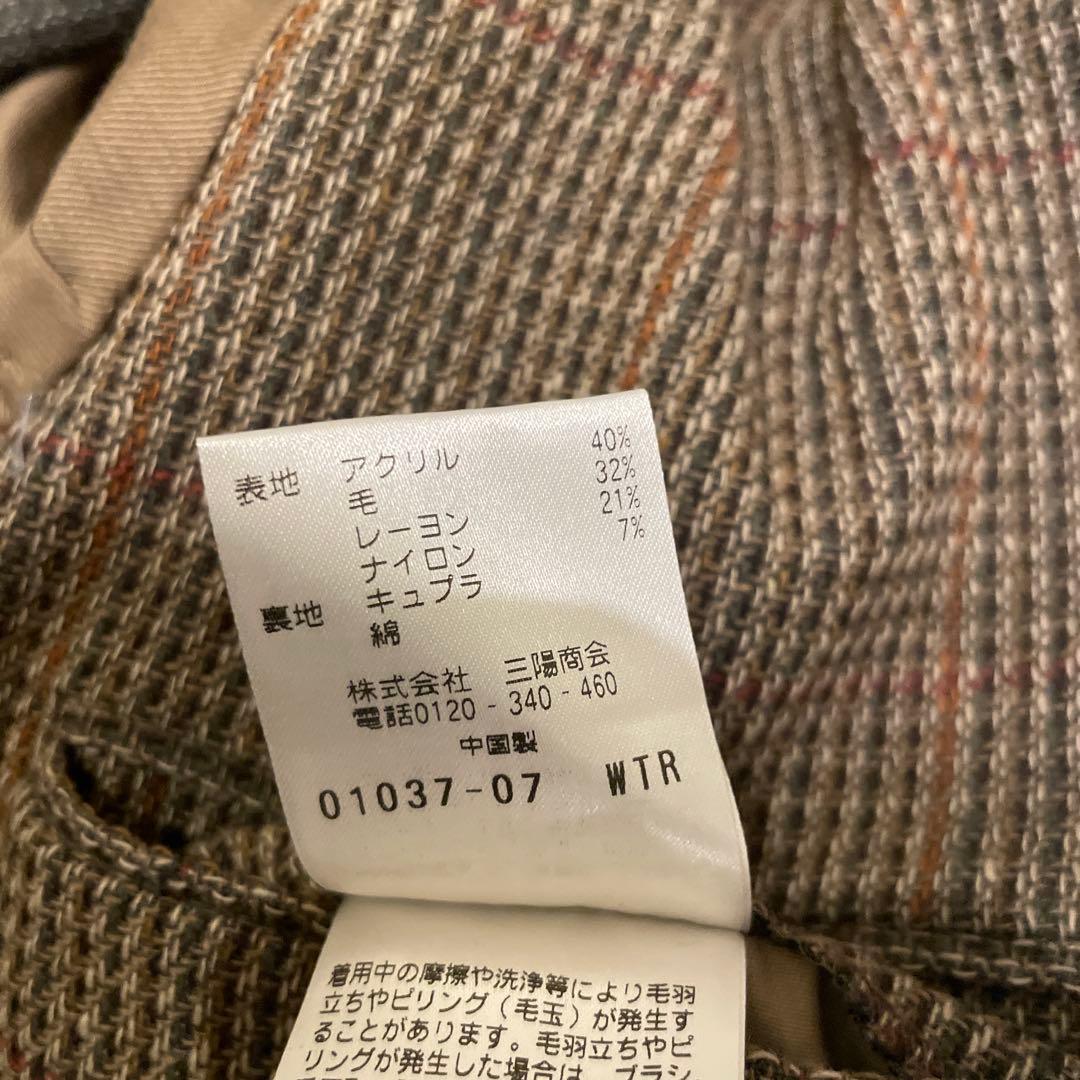 表地 アクリル 40%
毛 32%
レーヨン 21%
ナイロン 7%
裏地 キュプラ
綿
株式会社 三陽商会
電話0120-340-460
中国製
01037-07 WTR
着用中の摩擦や洗浄等により毛羽
立ちやピリング(毛玉)が発生す
ることがあります。毛羽立ちやピ
リングが発生した場合は、ブラシ